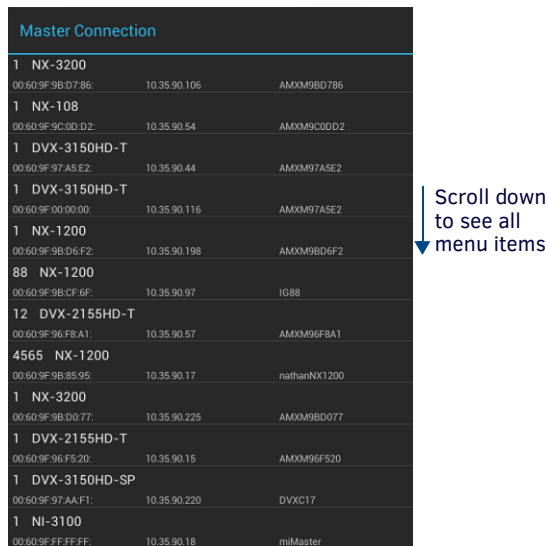 Master Connection
1 NX-3200
00:60:9F:9B:D7:86: 10.35.90.106 AMXM9BD786
1 NX-108
00:60:9F:9C:0D:D2: 10.35.90.54 AMXM9C0DD2
1 DVX-3150HD-T
00:60:9F:97:A5:E2: 10.35.90.44 AMXM97A5E2
1 DVX-3150HD-T
00:60:9F:00:00:00: 10.35.90.116 AMXM97A5E2
1 NX-1200
00:60:9F:9B:D6:F2: 10.35.90.198 AMXM9BD6F2
88 NX-1200
00:60:9F:9B:CF:6F: 10.35.90.97 IG88
12 DVX-2155HD-T
00:60:9F:96:F8:A1: 10.35.90.57 AMXM96F8A1
4565 NX-1200
00:60:9F:9B:85:95: 10.35.90.17 nathanNX1200
1 NX-3200
00:60:9F:9B:D0:77: 10.35.90.225 AMXM9BD077
1 DVX-2155HD-T
00:60:9F:96:F5:20: 10.35.90.15 AMXM96F520
1 DVX-3150HD-SP
00:60:9F:97:AA:F1: 10.35.90.220 DVXC17
1 NI-3100
00:60:9F:FF:FF:FF: 10.35.90.18 miMaster
Scroll down
to see all
menu items